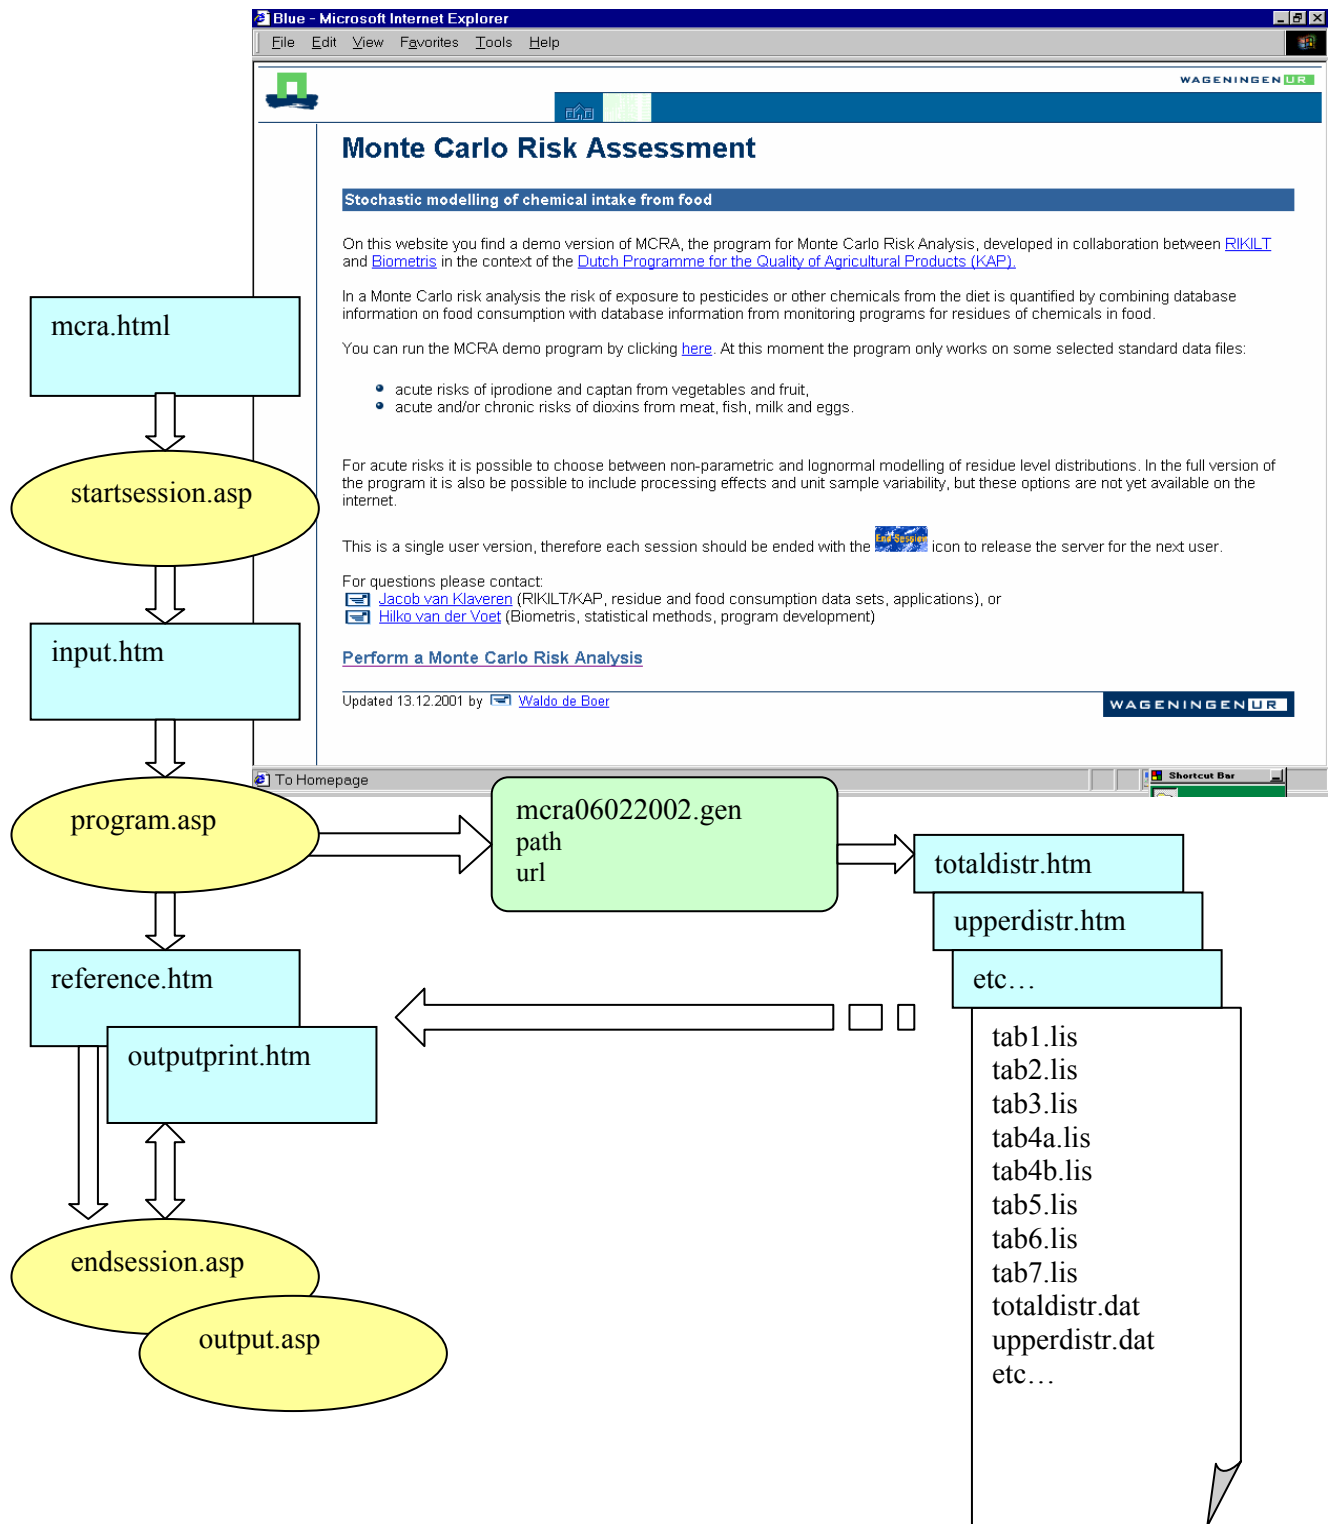 Blue - Microsoft Internet Explorer
File Edit View Favorites Tools Help
WAGENINGEN UR
Monte Carlo Risk Assessment
Stochastic modelling of chemical intake from food
On this website you find a demo version of MCRA, the program for Monte Carlo Risk Analysis, developed in collaboration between RIKILT
and Biometris in the context of the Dutch Programme for the Quality of Agricultural Products (KAP).
In a Monte Carlo risk analysis the risk of exposure to pesticides or other chemicals from the diet is quantified by combining database
information on food consumption with database information from monitoring programs for residues of chemicals in food.
You can run the MCRA demo program by clicking here. At this moment the program only works on some selected standard data files:
acute risks of iprodione and captan from vegetables and fruit,
acute and/or chronic risks of dioxins from meat, fish, milk and eggs.
For acute risks it is possible to choose between non-parametric and lognormal modelling of residue level distributions. In the full version of
the program it is also be possible to include processing effects and unit sample variability, but these options are not yet available on the
internet.
This is a single user version, therefore each session should be ended with the End Session icon to release the server for the next user.
For questions please contact:
Jacob van Klaveren (RIKILT/KAP, residue and food consumption data sets, applications), or
Hilko van der Voet (Biometris, statistical methods, program development)
Perform a Monte Carlo Risk Analysis
Updated 13.12.2001 by Waldo de Boer
WAGENINGEN UR
To Homepage
Shortcut Bar
mcra.html
startsession.asp
input.htm
program.asp
mcra06022002.gen
path
url
totaldistr.htm
upperdistr.htm
etc…
reference.htm
outputprint.htm
tab1.lis
tab2.lis
tab3.lis
tab4a.lis
tab4b.lis
tab5.lis
tab6.lis
tab7.lis
totaldistr.dat
upperdistr.dat
etc…
endsession.asp
output.asp